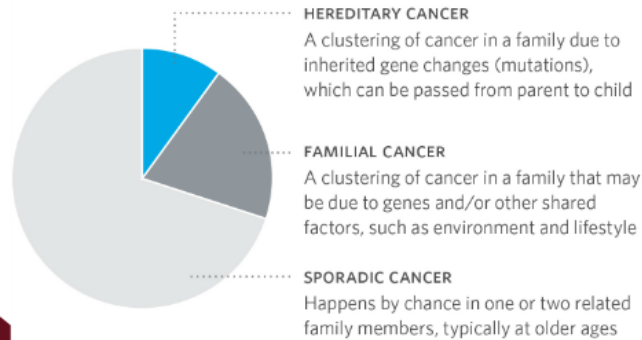 HEREDITARY CANCER
A clustering of cancer in a family due to
inherited gene changes (mutations),
which can be passed from parent to child
FAMILIAL CANCER
A clustering of cancer in a family that may
be due to genes and/or other shared
factors, such as environment and lifestyle
SPORADIC CANCER
Happens by chance in one or two related
family members, typically at older ages